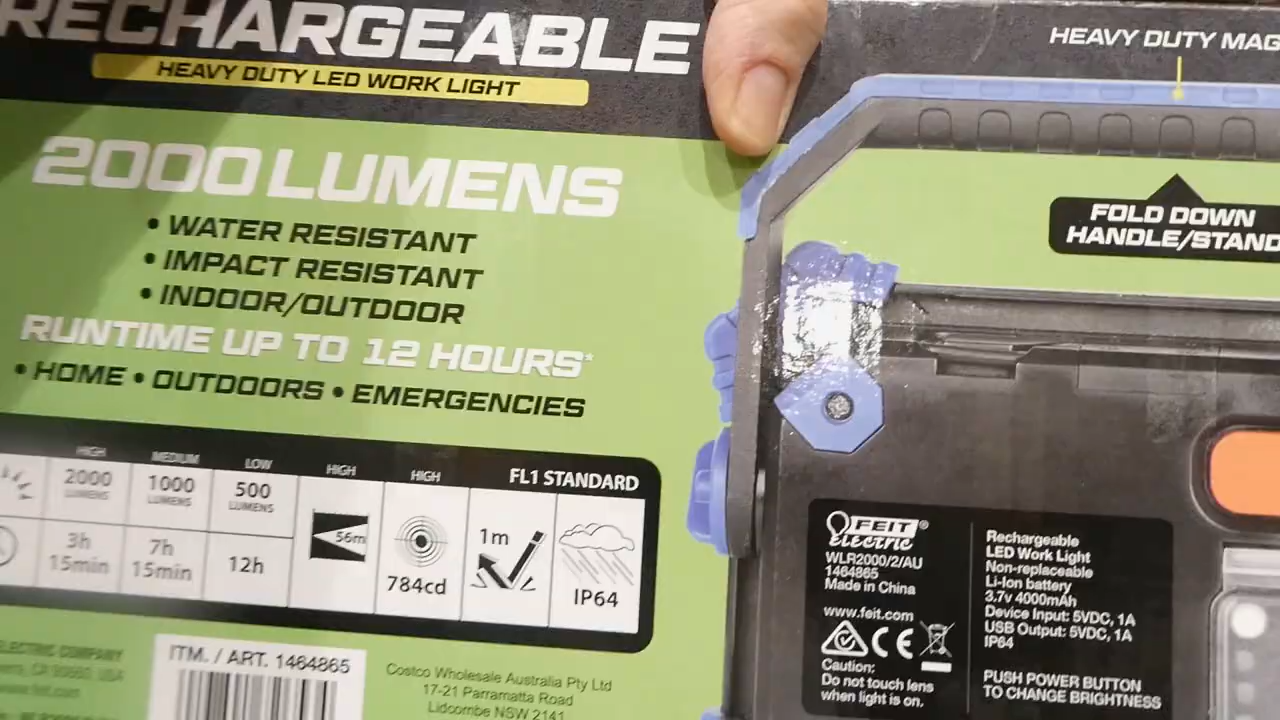 RECHARGEABLE
HEAVY DUTY LED WORK LIGHT
HEAVY DUTY MAG
2000 LUMENS
• WATER RESISTANT
• IMPACT RESISTANT
• INDOOR/OUTDOOR
RUNTIME UP TO 12 HOURS*
• HOME • OUTDOORS • EMERGENCIES
FOLD DOWN
HANDLE/STAND
HIGH MEDIUM LOW HIGH HIGH FL1 STANDARD
2000 LUMENS 1000 LUMENS 500 LUMENS
56m 1m
3h 15min 7h 15min 12h 784cd IP64
FEIT®
electric
WLR2000/2/AU
1464865
Made in China
www.feit.com
CE
Caution:
Do not touch lens
when light is on.
Rechargeable
LED Work Light
Non-replaceable
Li-Ion battery
3.7v 4000mAh
Device Input: 5VDC, 1A
USB Output: 5VDC, 1A
IP64
PUSH POWER BUTTON
TO CHANGE BRIGHTNESS
ELECTRIC COMPANY
CA 90660, USA
ITM. / ART. 1464865
Costco Wholesale Australia Pty Ltd
17-21 Parramatta Road
Lidcombe NSW 2141